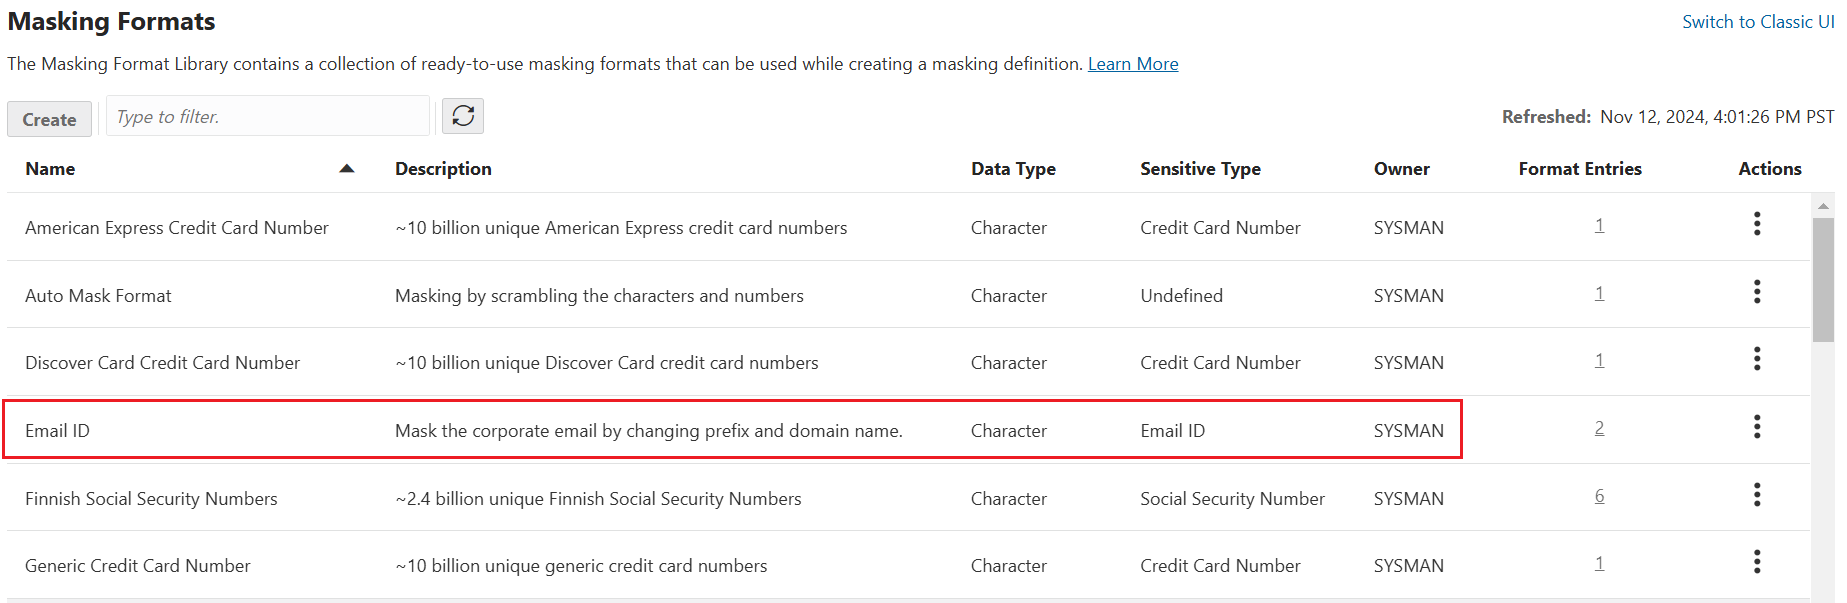 Masking Formats
Switch to Classic UI
The Masking Format Library contains a collection of ready-to-use masking formats that can be used while creating a masking definition. Learn More
Create Type to filter. Refreshed: Nov 12, 2024, 4:01:26 PM PST
Name Description Data Type Sensitive Type Owner Format Entries Actions
American Express Credit Card Number ~10 billion unique American Express credit card numbers Character Credit Card Number SYSMAN 1
Auto Mask Format Masking by scrambling the characters and numbers Character Undefined SYSMAN 1
Discover Card Credit Card Number ~10 billion unique Discover Card credit card numbers Character Credit Card Number SYSMAN 1
Email ID Mask the corporate email by changing prefix and domain name. Character Email ID SYSMAN 2
Finnish Social Security Numbers ~2.4 billion unique Finnish Social Security Numbers Character Social Security Number SYSMAN 6
Generic Credit Card Number ~10 billion unique generic credit card numbers Character Credit Card Number SYSMAN 1